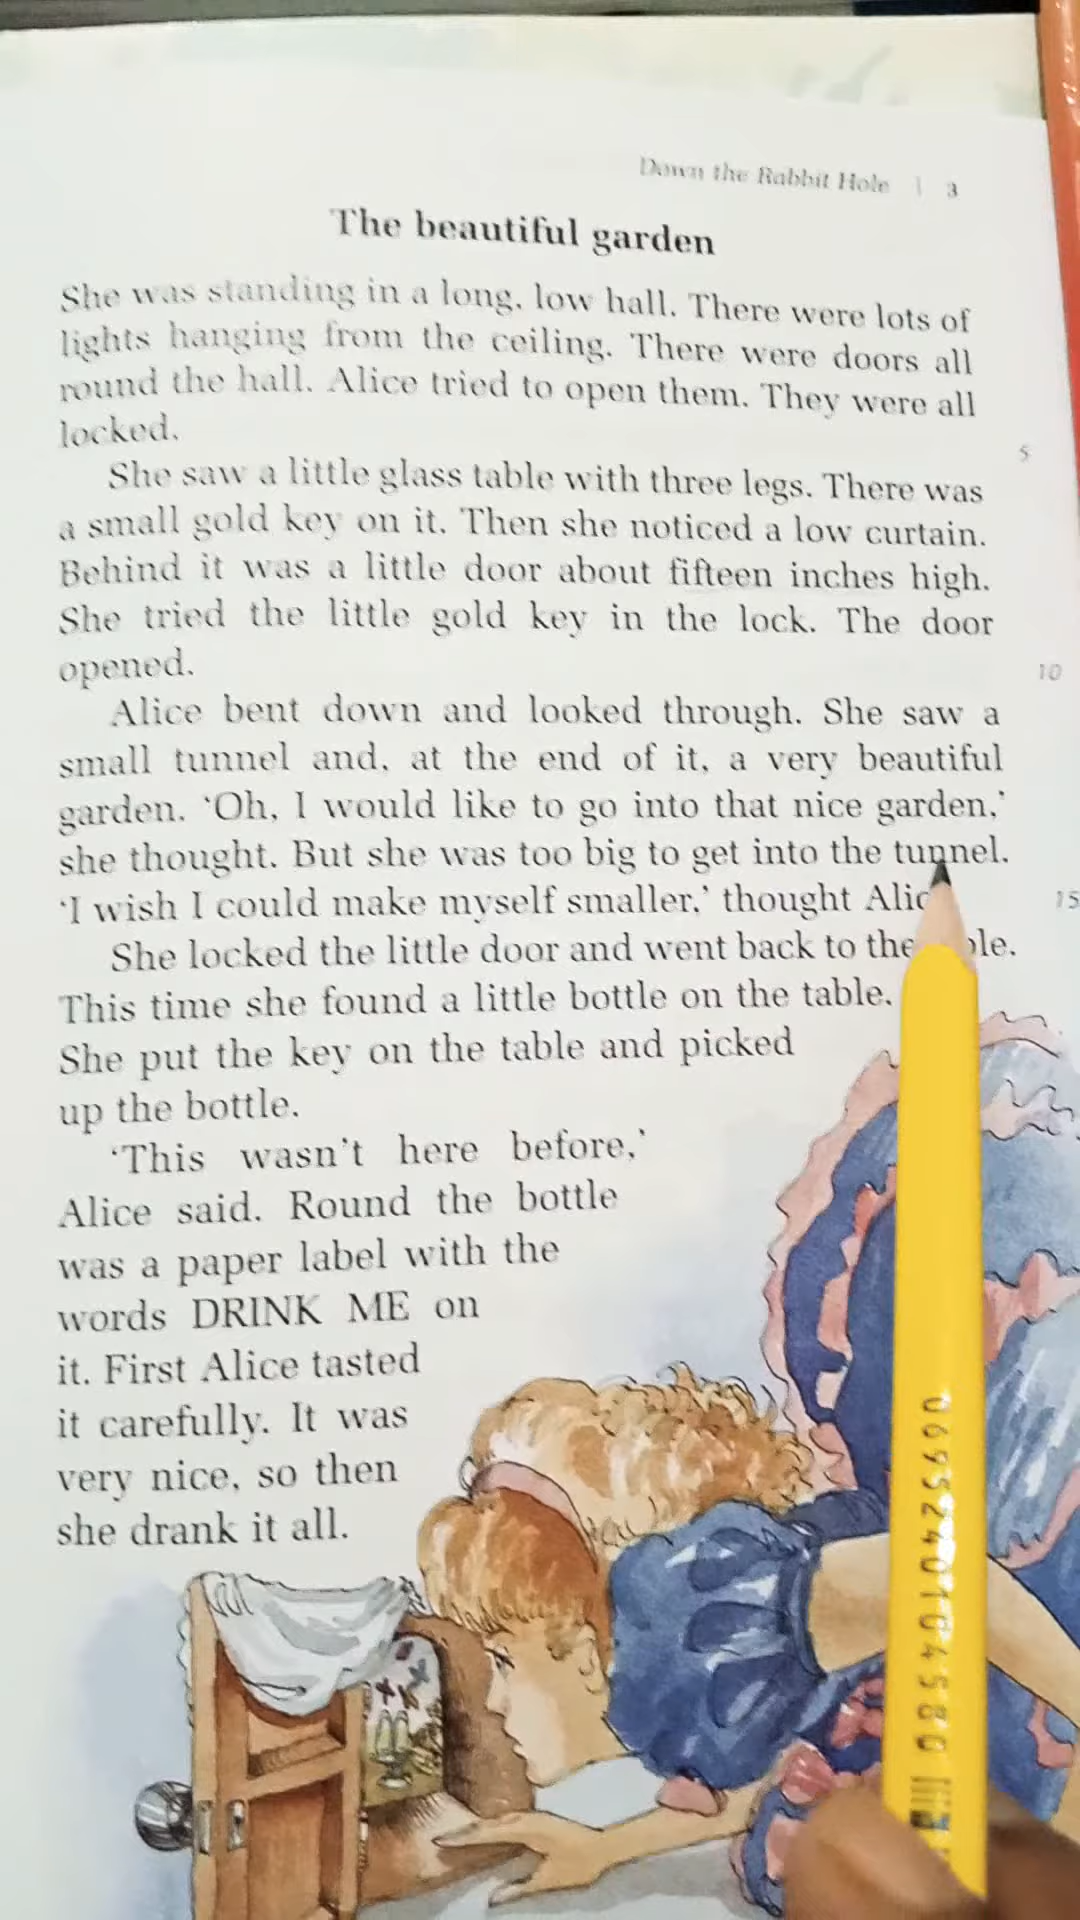 Down the Rabbit Hole | 3
The beautiful garden
She was standing in a long, low hall. There were lots of
lights hanging from the ceiling. There were doors all
round the hall. Alice tried to open them. They were all
locked.
5
She saw a little glass table with three legs. There was
a small gold key on it. Then she noticed a low curtain.
Behind it was a little door about fifteen inches high.
She tried the little gold key in the lock. The door
opened.
10
Alice bent down and looked through. She saw a
small tunnel and, at the end of it, a very beautiful
garden. ‘Oh, I would like to go into that nice garden,’
she thought. But she was too big to get into the tunnel.
‘I wish I could make myself smaller,’ thought Alic
15
She locked the little door and went back to the ble.
This time she found a little bottle on the table.
She put the key on the table and picked
up the bottle.
‘This wasn’t here before,’
Alice said. Round the bottle
was a paper label with the
words DRINK ME on
it. First Alice tasted
it carefully. It was
very nice, so then
she drank it all.
06952401045800